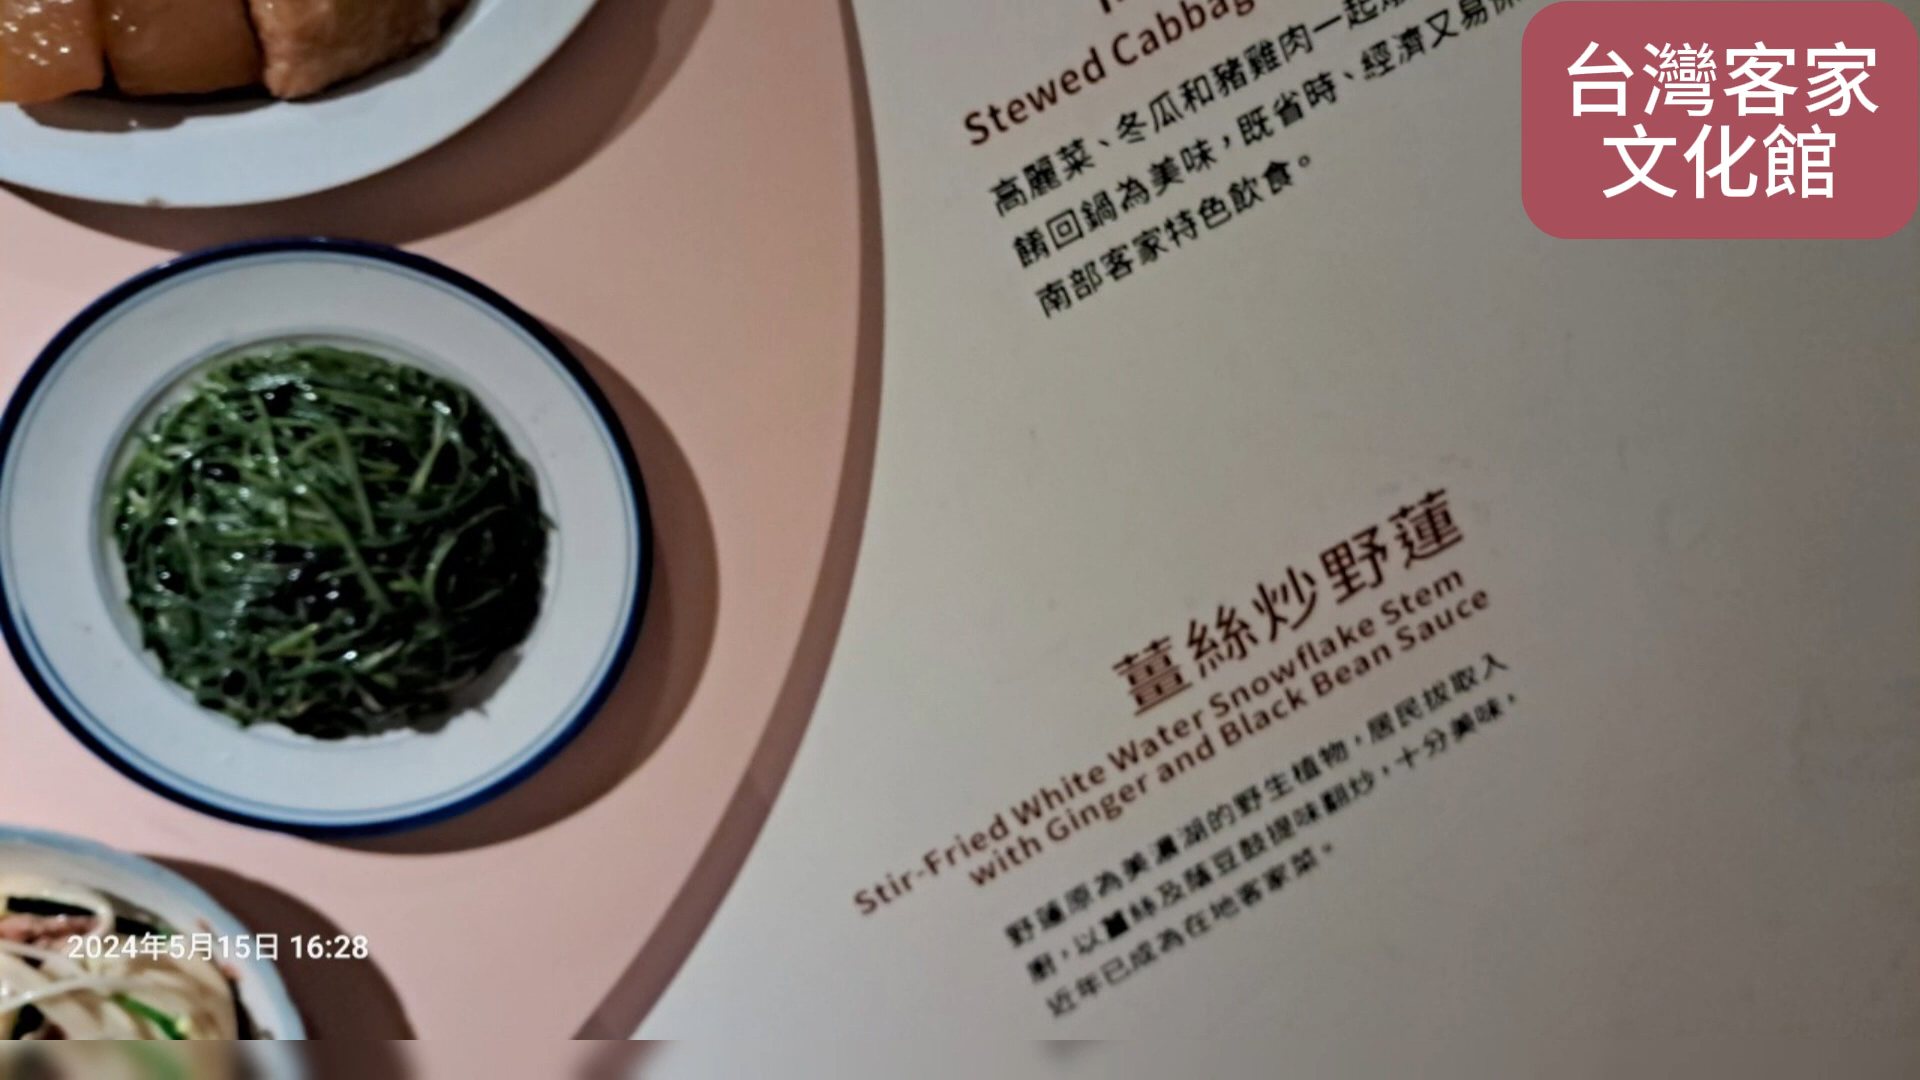 台灣客家
文化館
Stewed Cabbag
高麗菜、冬瓜和豬雞肉一起
餚回鍋為美味,既省時、經濟又易保
南部客家特色飲食。
薑絲炒野蓮
Stir-Fried White Water Snowflake Stem
with Ginger and Black Bean Sauce
野蓮原為美濃湖的野生植物,居民拔取入
廚,以薑絲及蔭豆鼓提味翻炒,十分美味,
近年已成為在地客家菜。
2024年5月15日 16:28